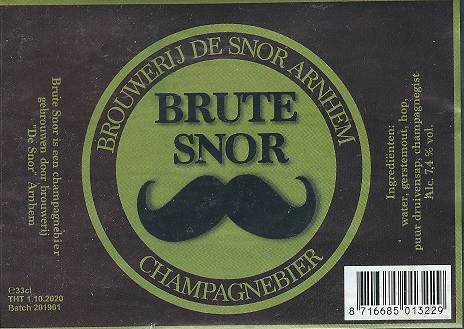 Brute Snor is een champagnebier
gebrouwen door brouwerij
"De Snor" Arnhem
℮33cl
THT 1.10.2020
Batch 201901
BROUWERIJ DE SNOR ARNHEM
BRUTE
SNOR
CHAMPAGNEBIER
Ingrediënten:
water, gerstemout, hop,
puur druivensap, champagnegist
Alc. 7,4 % vol.
8 716685 013229